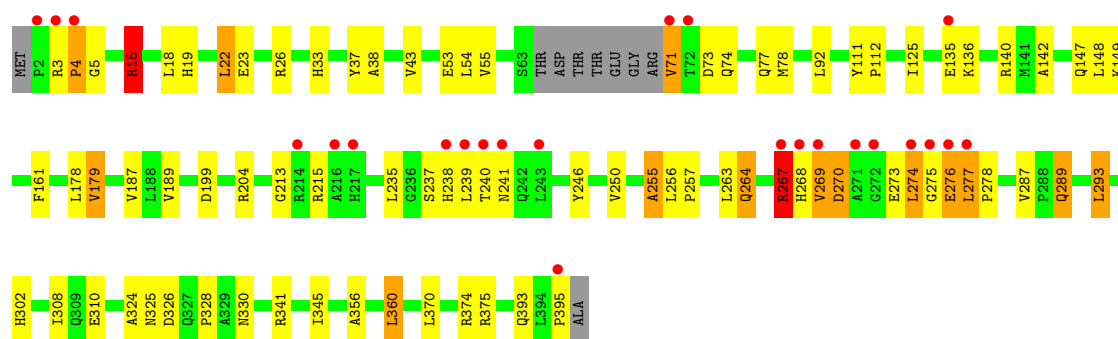 MET P2 R3 P4 G5 R15 L18 H19 L22 E23 R26 H33 Y37 A38 V43 E53 L54 V55 S63 THR ASP THR THR GLU GLY ARG V71 T72 D73 Q74 Q77 M78 L92 Y111 P112 I125 E135 K136 R140 M141 A142 Q147 L148 K149
F161 L178 V179 V187 L188 V189 D199 R204 G213 R214 R215 A216 H217 L235 G236 S237 H238 L239 T240 N241 Q242 L243 Y246 V250 A255 L256 P257 L263 Q264 R267 H268 V269 D270 A271 G272 E273 L274 G275 E276 L277 P278 V287 P288 Q289 L293
H302 I308 Q309 E310 A324 N325 D326 Q327 P328 A329 N330 R341 I345 A356 L360 L370 R374 R375 Q393 L394 P395 ALA